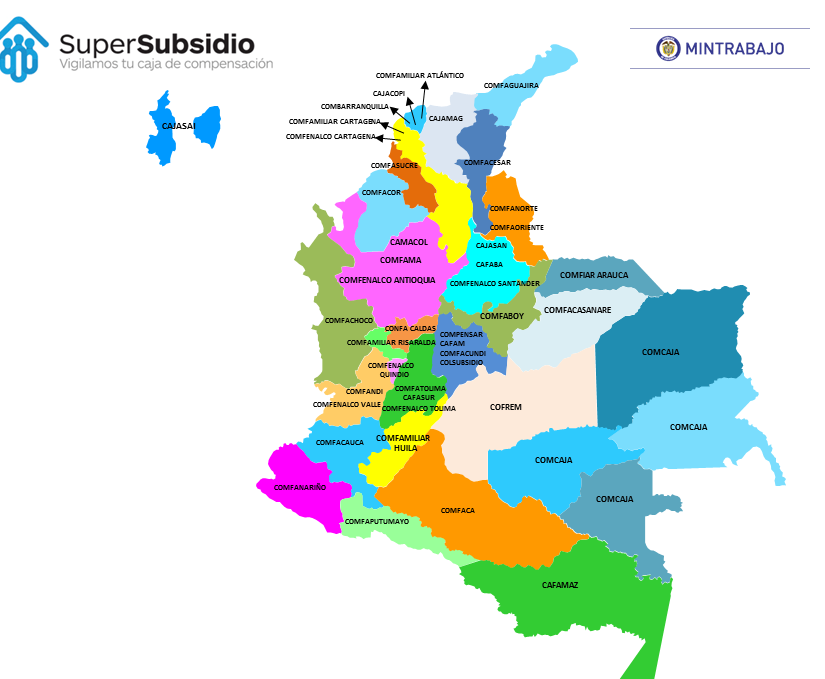 SuperSubsidio
Vigilamos tu caja de compensación
MINTRABAJO
COMFAMILIAR ATLÁNTICO
COMFAGUAJIRA
CAJACOPI
COMBARRANQUILLA
CAJAMAG
COMFAMILIAR CARTAGENA
CAJASAI
COMFENALCO CARTAGENA
COMFASUCRE
COMFACESAR
COMFACOR
COMFANORTE
COMFAORIENTE
CAMACOL
CAJASAN
COMFAMA
CAFABA
COMFIAR ARAUCA
COMFENALCO ANTIOQUIA
COMFENALCO SANTANDER
COMFACASANARE
COMFABOY
COMFACHOCO
CONFA CALDAS
COMFAMILIAR RISARALDA
COMPENSAR
CAFAM
COMFACUNDI
COLSUBSIDIO
COMCAJA
COMFENALCO
QUINDIO
COMFANDI
COMFATOLIMA
CAFASUR
COMFENALCO VALLE
COMFENALCO TOLIMA
COFREM
COMCAJA
COMFACAUCA
COMFAMILIAR
HUILA
COMCAJA
COMFANARIÑO
COMCAJA
COMFACA
COMFAPUTUMAYO
CAFAMAZ